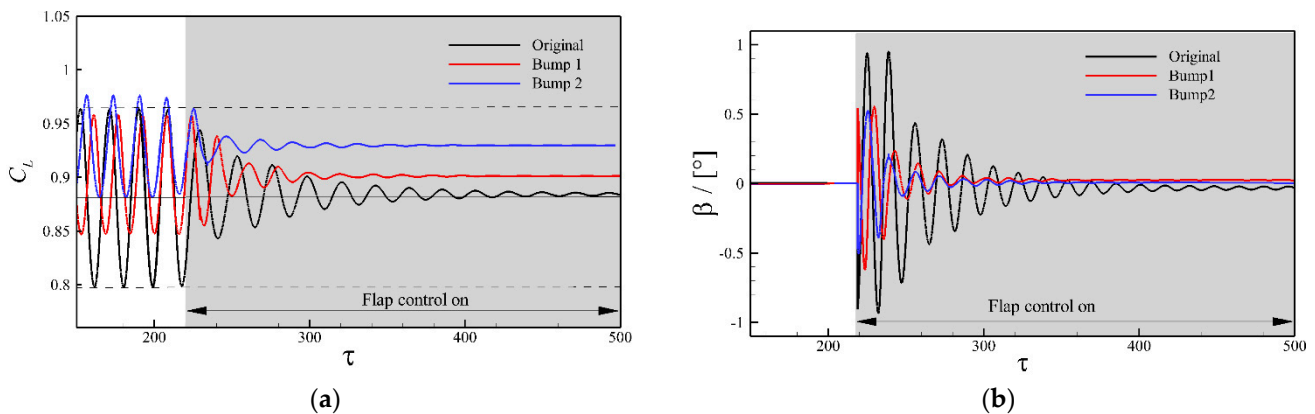 1.05
1
0.95
0.9
0.85
0.8
C_L
Original
Bump 1
Bump 2
Flap control on
200
300
400
500
τ
(a)
1
0.5
0
-0.5
-1
β / [°]
Original
Bump1
Bump2
Flap control on
200
300
400
500
τ
(b)